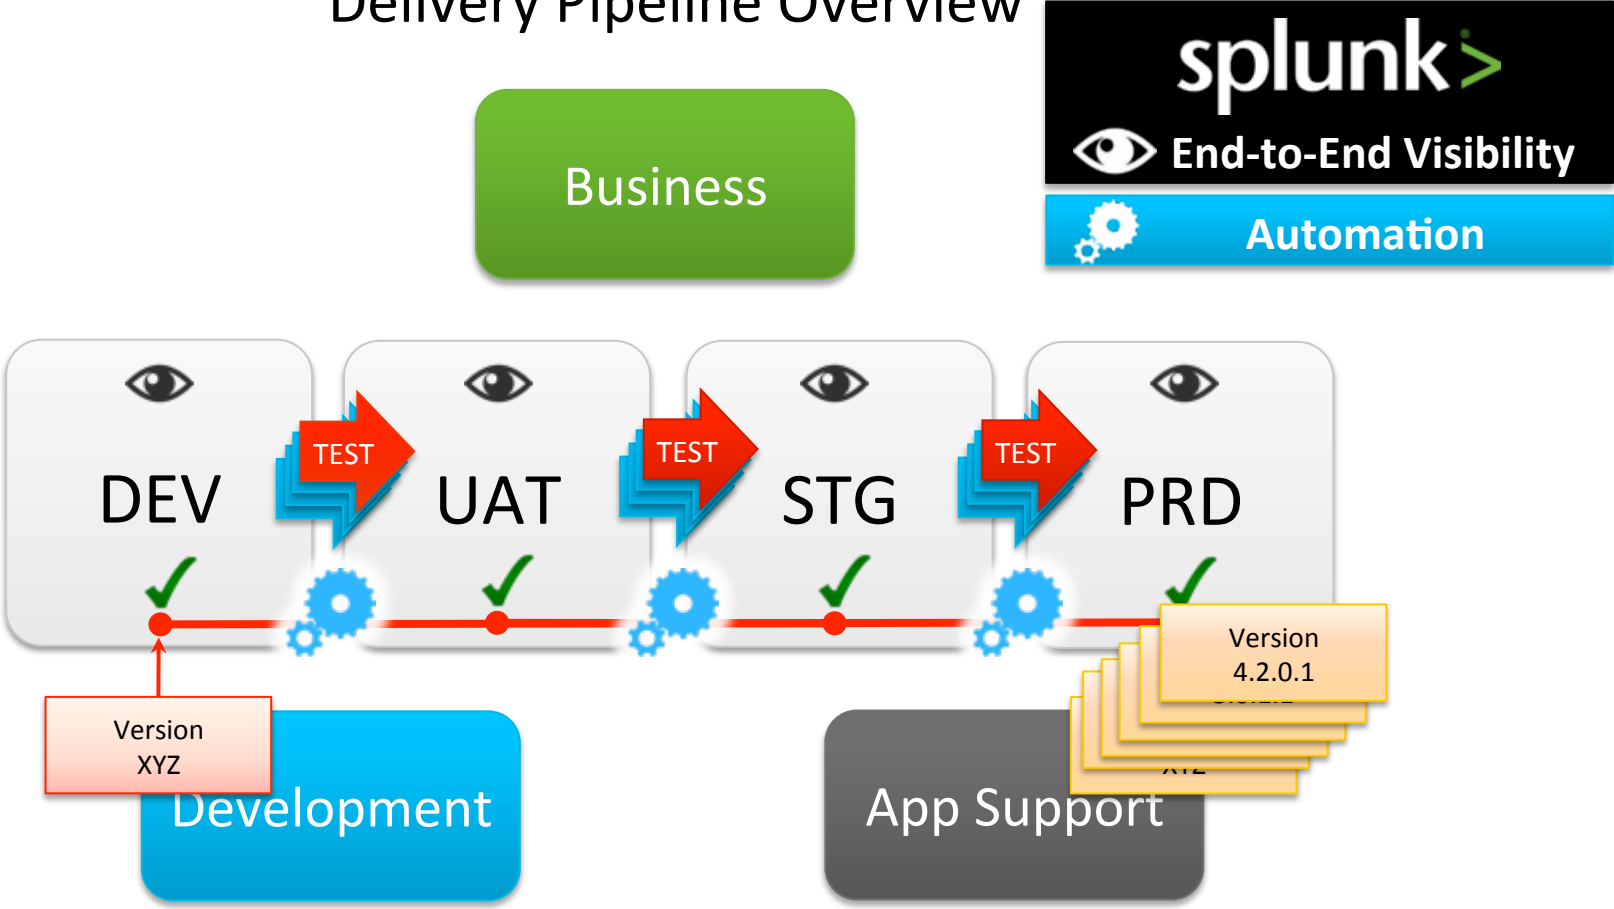 Delivery Pipeline Overview
splunk>
End-to-End Visibility
Automation
Business
TEST
TEST
TEST
DEV
UAT
STG
PRD
Version
4.2.0.1
Version
XYZ
XYZ
Development
App Support